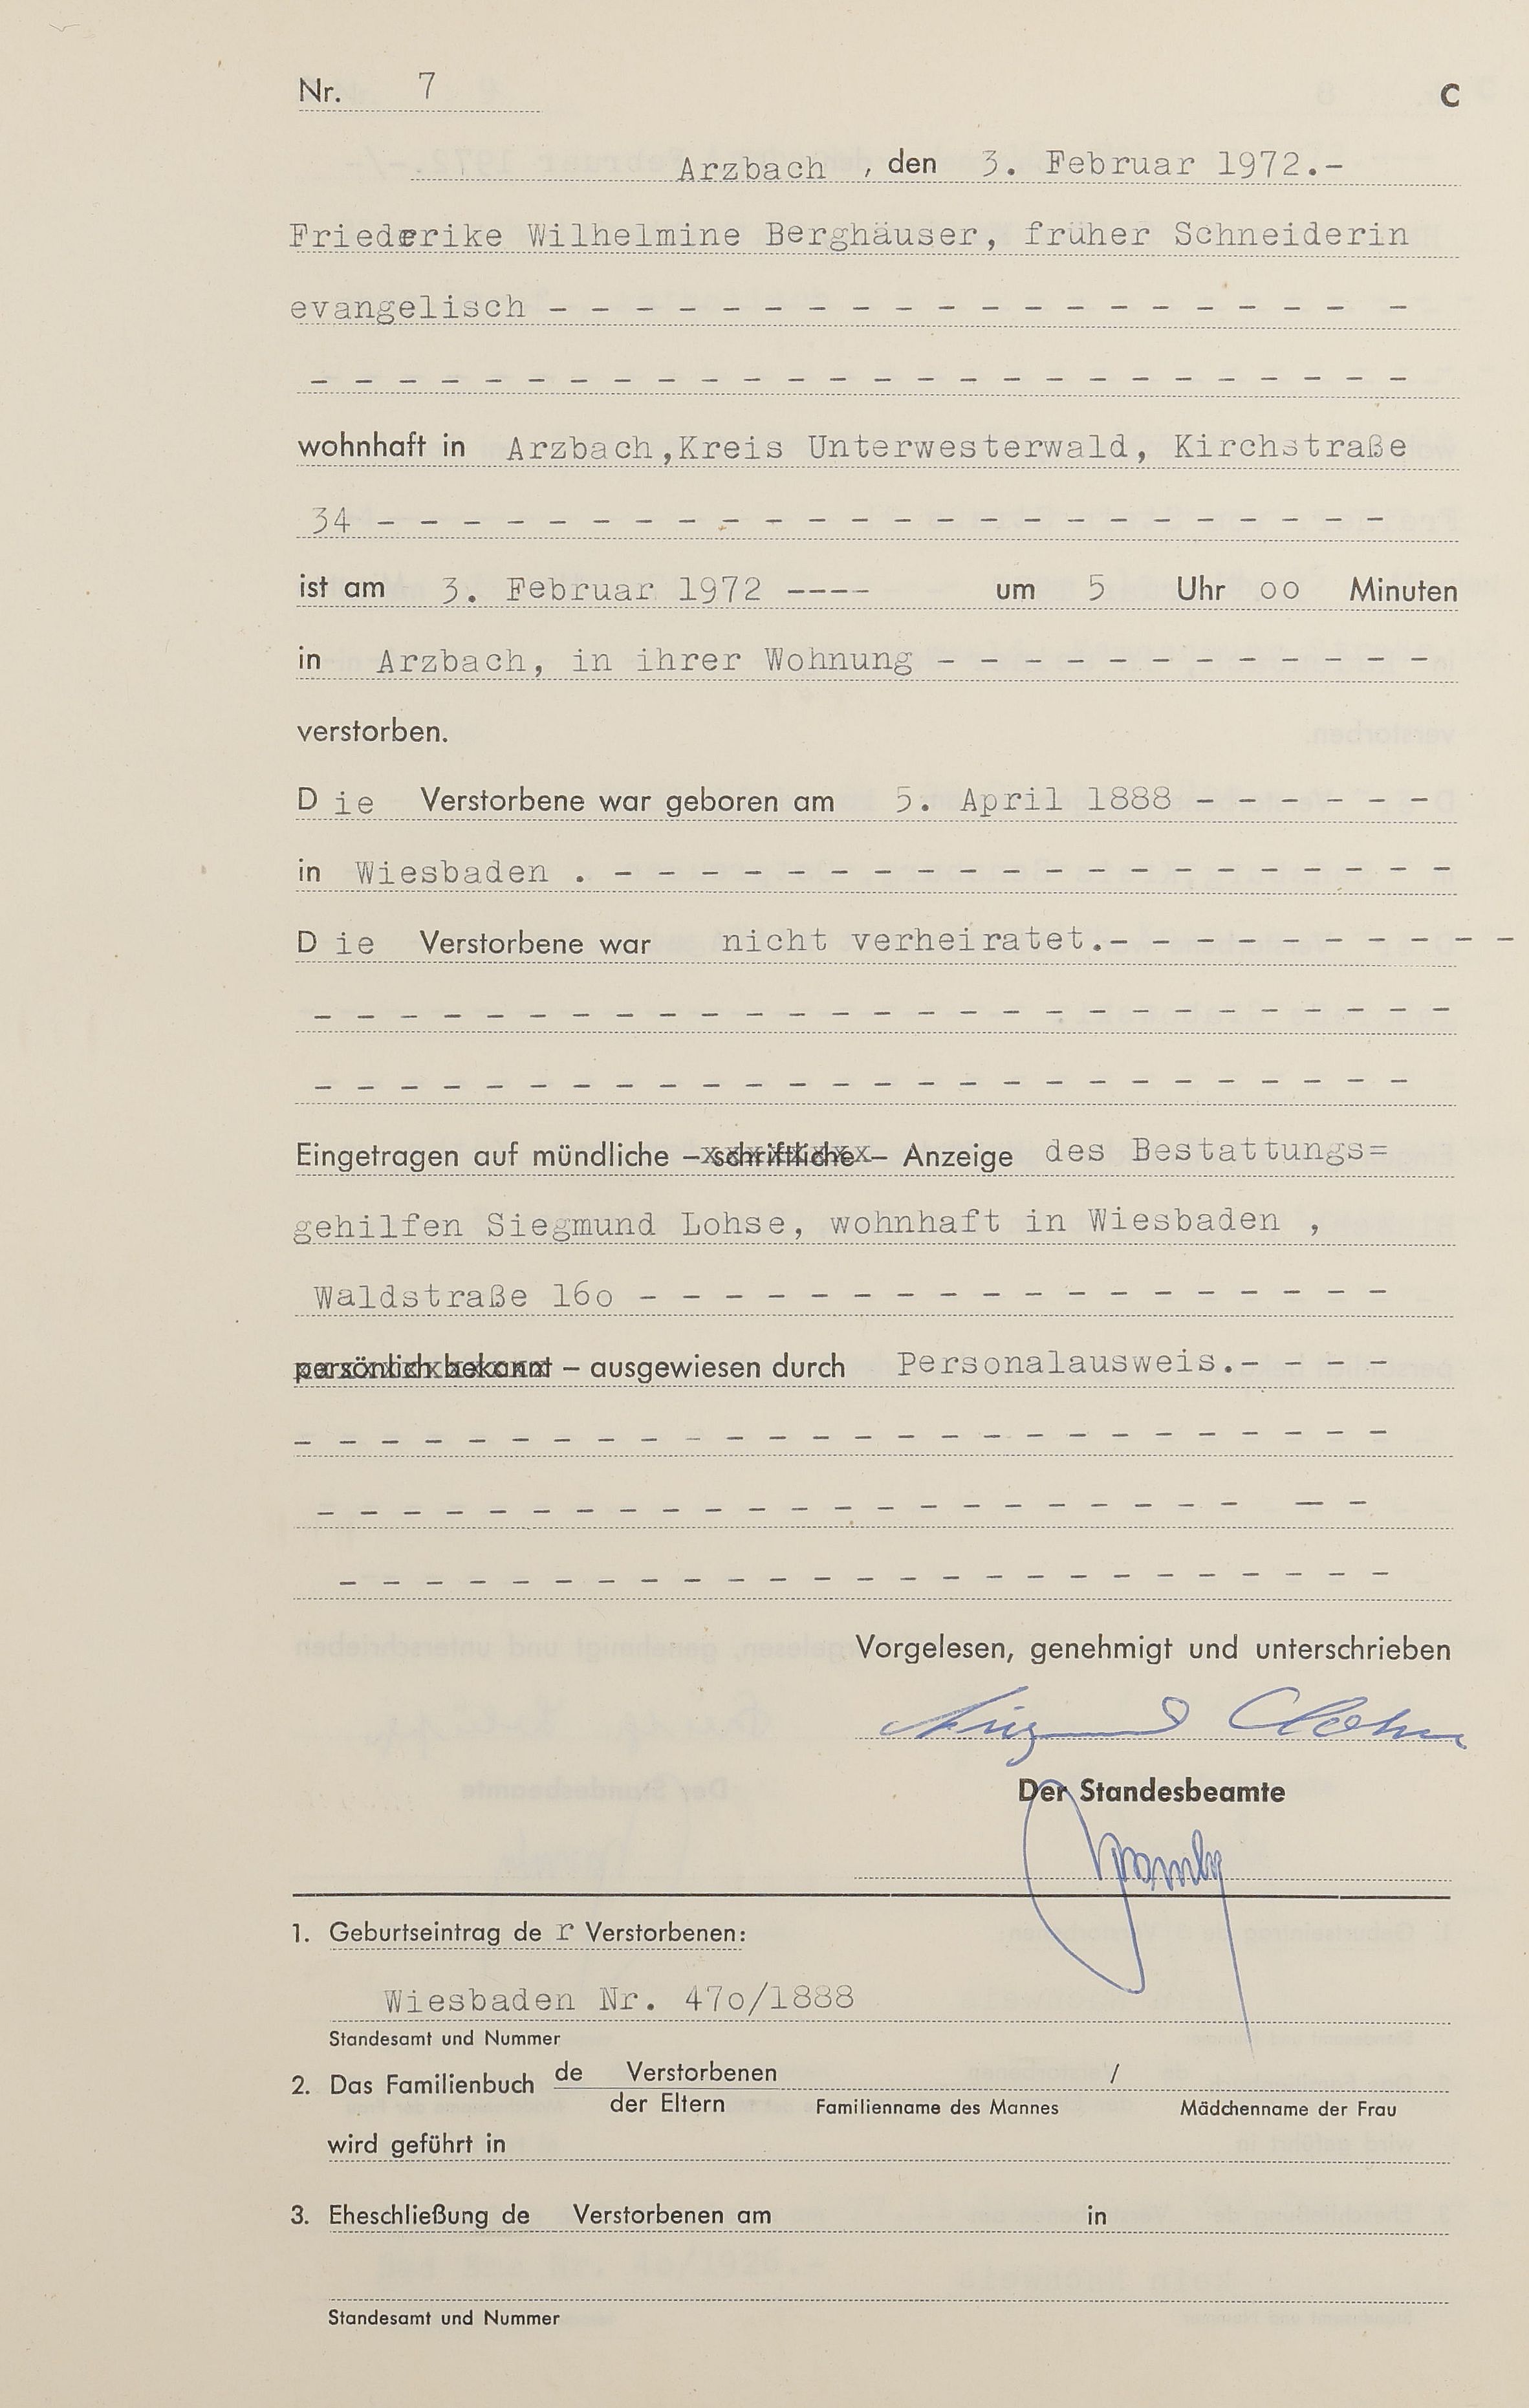 Nr. 7 C
Arzbach , den 3. Februar 1972.-
Friederike Wilhelmine Berghäuser, früher Schneiderin
evangelisch - - - - - - - - - - - - - - - - - - - -
- - - - - - - - - - - - - - - - - - - - - - - - - -
wohnhaft in Arzbach,Kreis Unterwesterwald, Kirchstraße
34 - - - - - - - - - - - - - - - - - - - - - - - -
ist am 3. Februar 1972 ---- um 5 Uhr oo Minuten
in Arzbach, in ihrer Wohnung - - - - - - - - - - - -
verstorben.
D ie Verstorbene war geboren am 5. April 1888 - - - - - -
in Wiesbaden . - - - - - - - - - - - - - - - - - - - -
D ie Verstorbene war nicht verheiratet.- - - - - - - - - -
- - - - - - - - - - - - - - - - - - - - - - - - - - -
- - - - - - - - - - - - - - - - - - - - - - - - - -
Eingetragen auf mündliche – schriftliche – Anzeige des Bestattungs=
gehilfen Siegmund Lohse, wohnhaft in Wiesbaden ,
Waldstraße 16o - - - - - - - - - - - - - - - - - -
persönlich bekannt – ausgewiesen durch Personalausweis.- - - -
- - - - - - - - - - - - - - - - - - - - - - - - - -
- - - - - - - - - - - - - - - - - - - - - - — -
- - - - - - - - - - - - - - - - - - - - - - - - -
Vorgelesen, genehmigt und unterschrieben
Der Standesbeamte
1. Geburtseintrag de r Verstorbenen:
Wiesbaden Nr. 47o/1888
Standesamt und Nummer
2. Das Familienbuch de Verstorbenen /
der Eltern Familienname des Mannes Mädchenname der Frau
wird geführt in
3. Eheschließung de Verstorbenen am in
Standesamt und Nummer